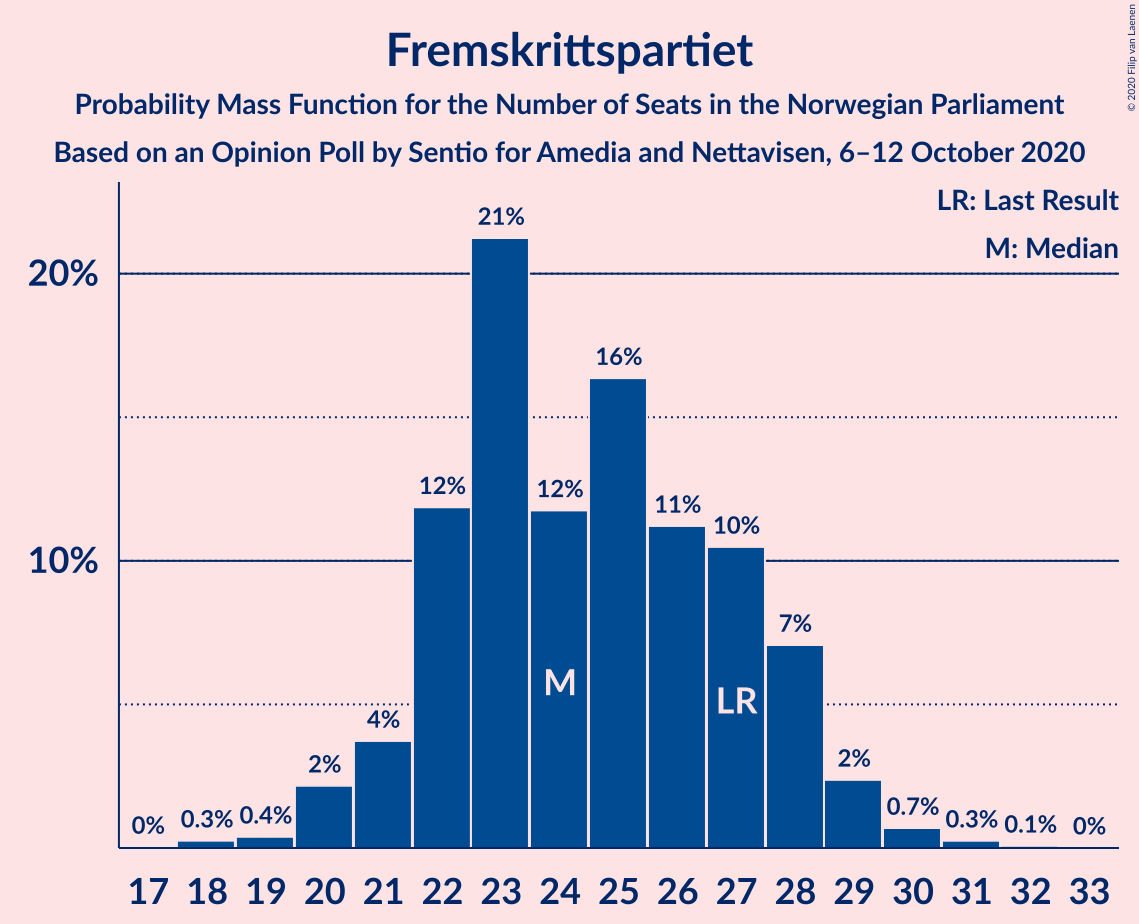 Fremskrittspartiet
Probability Mass Function for the Number of Seats in the Norwegian Parliament
Based on an Opinion Poll by Sentio for Amedia and Nettavisen, 6–12 October 2020
© 2020 Filip van Laenen
LR: Last Result
M: Median
20%
10%
0% 0.3% 0.4% 2% 4% 12% 21% 12% 16% 11% 10% 7% 2% 0.7% 0.3% 0.1% 0%
M LR
17 18 19 20 21 22 23 24 25 26 27 28 29 30 31 32 33